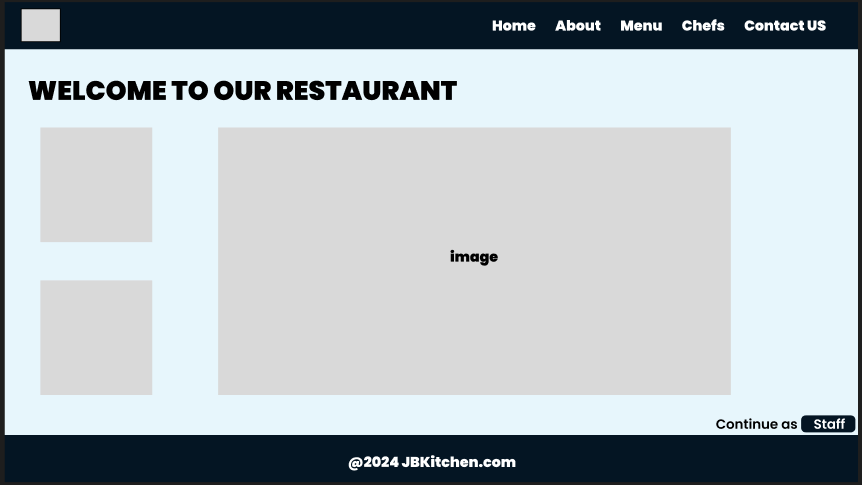 Home About Menu Chefs Contact US
WELCOME TO OUR RESTAURANT
image
Continue as Staff
@2024 JBKitchen.com